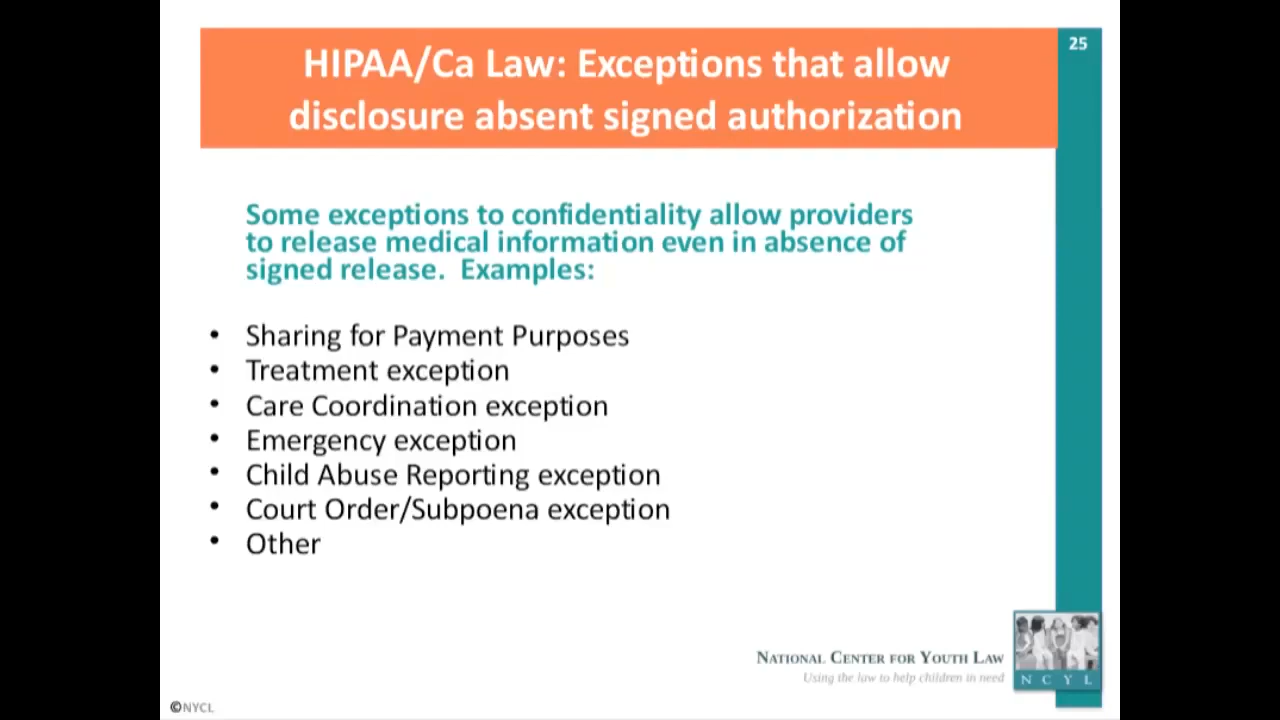 25
HIPAA/Ca Law: Exceptions that allow
disclosure absent signed authorization
Some exceptions to confidentiality allow providers
to release medical information even in absence of
signed release.  Examples:
• Sharing for Payment Purposes
• Treatment exception
• Care Coordination exception
• Emergency exception
• Child Abuse Reporting exception
• Court Order/Subpoena exception
• Other
NATIONAL CENTER FOR YOUTH LAW
Using the law to help children in need
N C Y L
©NYCL